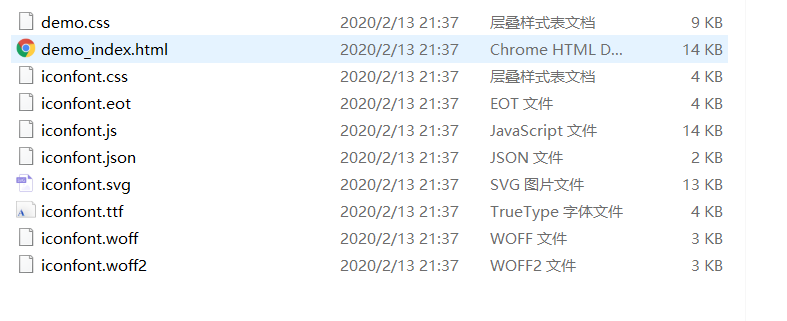 demo.css 2020/2/13 21:37 层叠样式表文档 9 KB
demo_index.html 2020/2/13 21:37 Chrome HTML D... 14 KB
iconfont.css 2020/2/13 21:37 层叠样式表文档 4 KB
iconfont.eot 2020/2/13 21:37 EOT 文件 4 KB
iconfont.js 2020/2/13 21:37 JavaScript 文件 14 KB
iconfont.json 2020/2/13 21:37 JSON 文件 2 KB
iconfont.svg 2020/2/13 21:37 SVG 图片文件 13 KB
iconfont.ttf 2020/2/13 21:37 TrueType 字体文件 4 KB
iconfont.woff 2020/2/13 21:37 WOFF 文件 3 KB
iconfont.woff2 2020/2/13 21:37 WOFF2 文件 3 KB